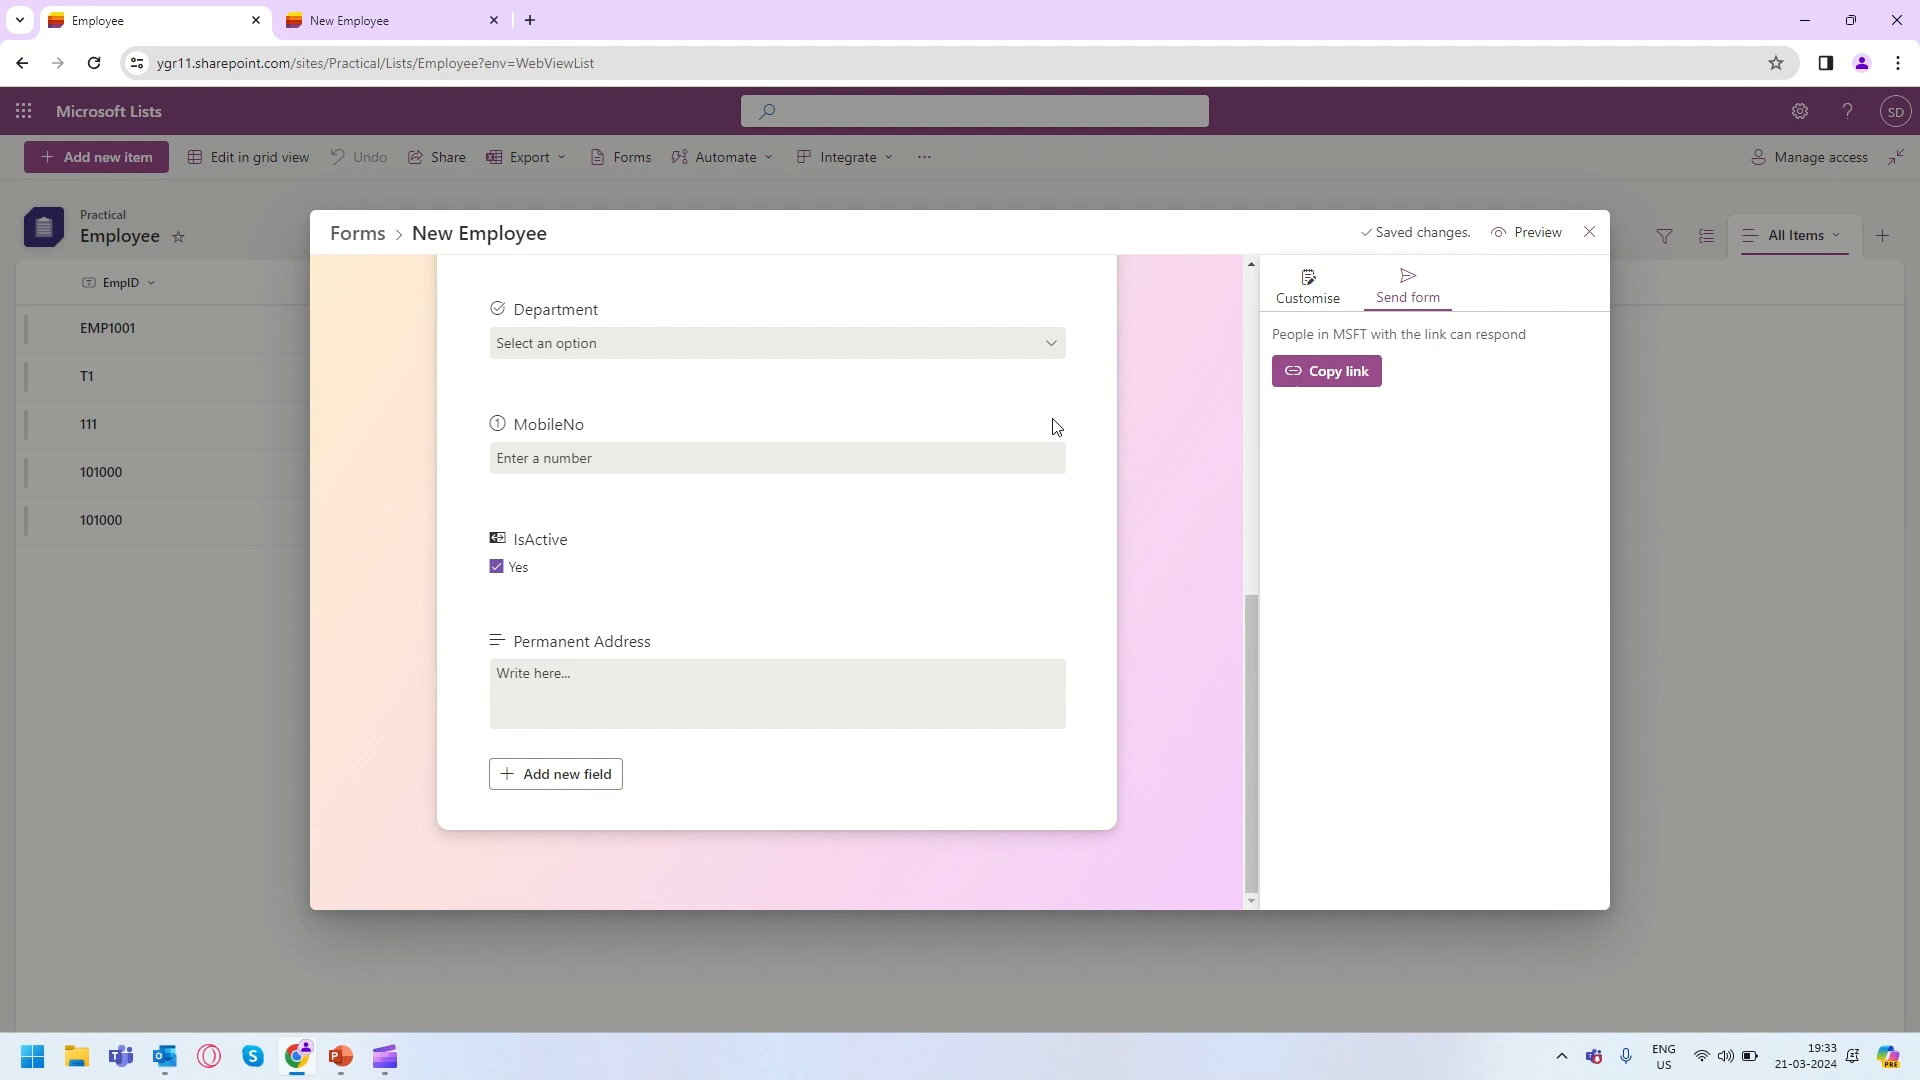 Employee
New Employee
ygr11.sharepoint.com/sites/Practical/Lists/Employee?env=WebViewList
Microsoft Lists
SD
Add new item
Edit in grid view
Undo
Share
Export
Forms
Automate
Integrate
Manage access
Practical
Employee
All Items
Forms > New Employee
Saved changes.
Preview
EmpID
EMP1001
T1
111
101000
101000
Department
Select an option
MobileNo
Enter a number
IsActive
Yes
Permanent Address
Write here...
Add new field
Customise
Send form
People in MSFT with the link can respond
Copy link
ENG
US
19:33
21-03-2024
PRE